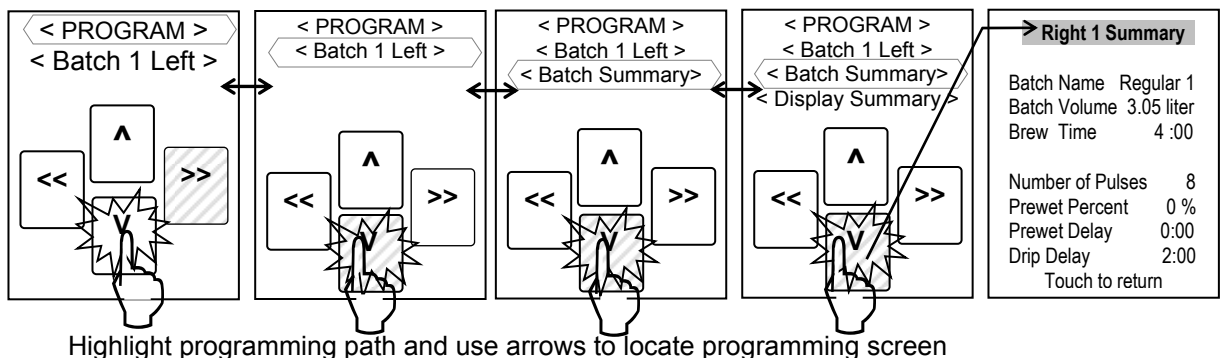 < PROGRAM >
< Batch 1 Left >
^
<<
>>
V
< PROGRAM >
< Batch 1 Left >
^
<<
>>
V
< PROGRAM >
< Batch 1 Left >
< Batch Summary>
^
<<
>>
V
< PROGRAM >
< Batch 1 Left >
< Batch Summary>
< Display Summary >
^
<<
>>
V
Right 1 Summary
Batch Name Regular 1
Batch Volume 3.05 liter
Brew Time 4 :00
Number of Pulses 8
Prewet Percent 0 %
Prewet Delay 0:00
Drip Delay 2:00
Touch to return
Highlight programming path and use arrows to locate programming screen